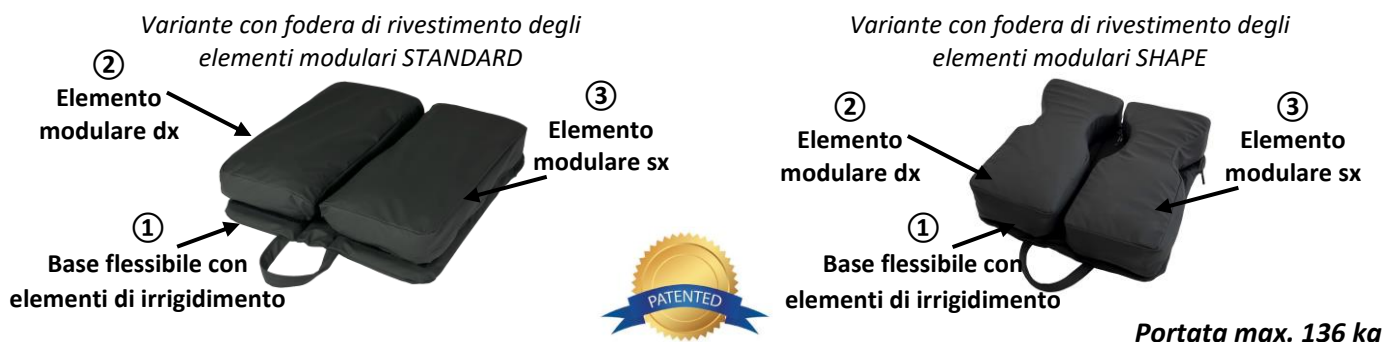 Variante con fodera di rivestimento degli
elementi modulari STANDARD
②
Elemento
modulare dx
③
Elemento
modulare sx
①
Base flessibile con
elementi di irrigidimento
PATENTED
Variante con fodera di rivestimento degli
elementi modulari SHAPE
②
Elemento
modulare dx
③
Elemento
modulare sx
①
Base flessibile con
elementi di irrigidimento
Portata max. 136 kg